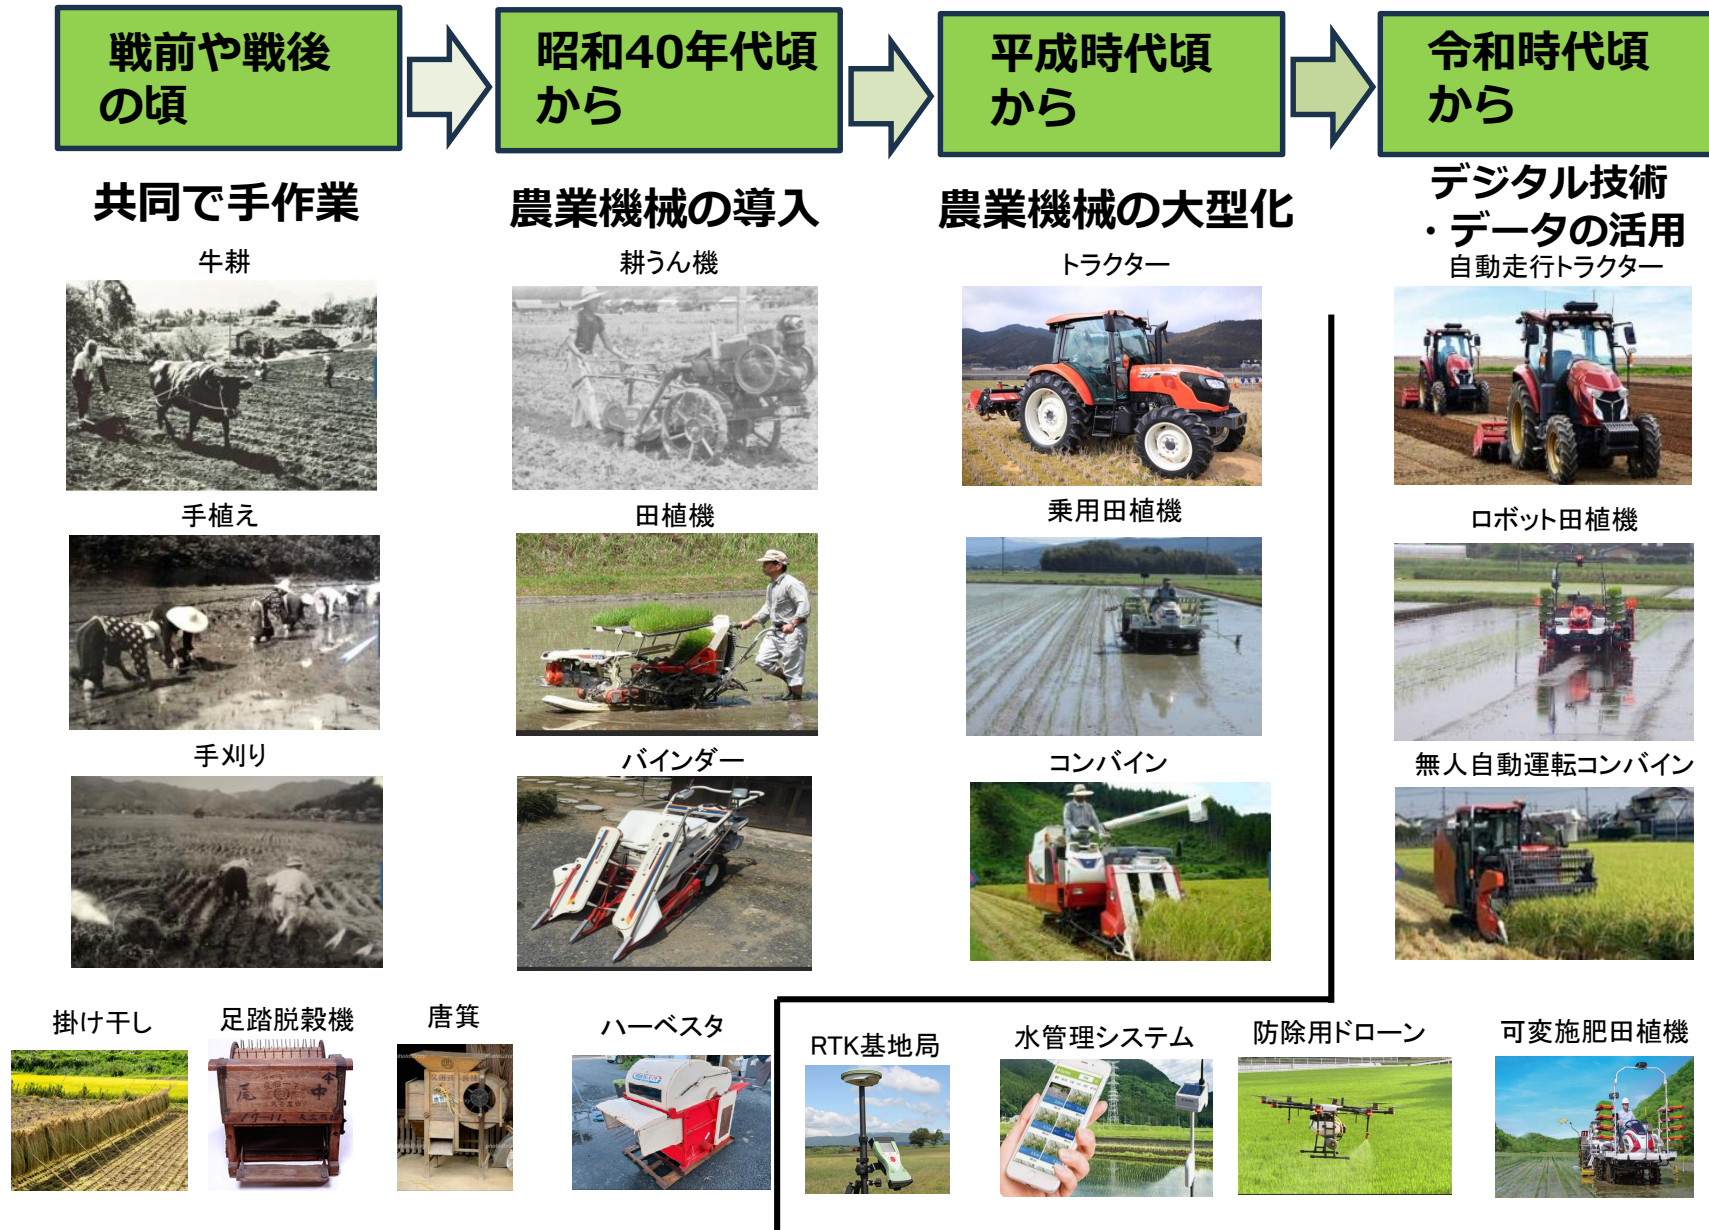 戦前や戦後
の頃
昭和40年代頃
から
平成時代頃
から
令和時代頃
から
共同で手作業
農業機械の導入
農業機械の大型化
デジタル技術
・データの活用
牛耕
耕うん機
トラクター
自動走行トラクター
手植え
田植機
乗用田植機
ロボット田植機
手刈り
バインダー
コンバイン
無人自動運転コンバイン
掛け干し
足踏脱穀機
唐箕
ハーベスタ
RTK基地局
水管理システム
防除用ドローン
可変施肥田植機
尾
中